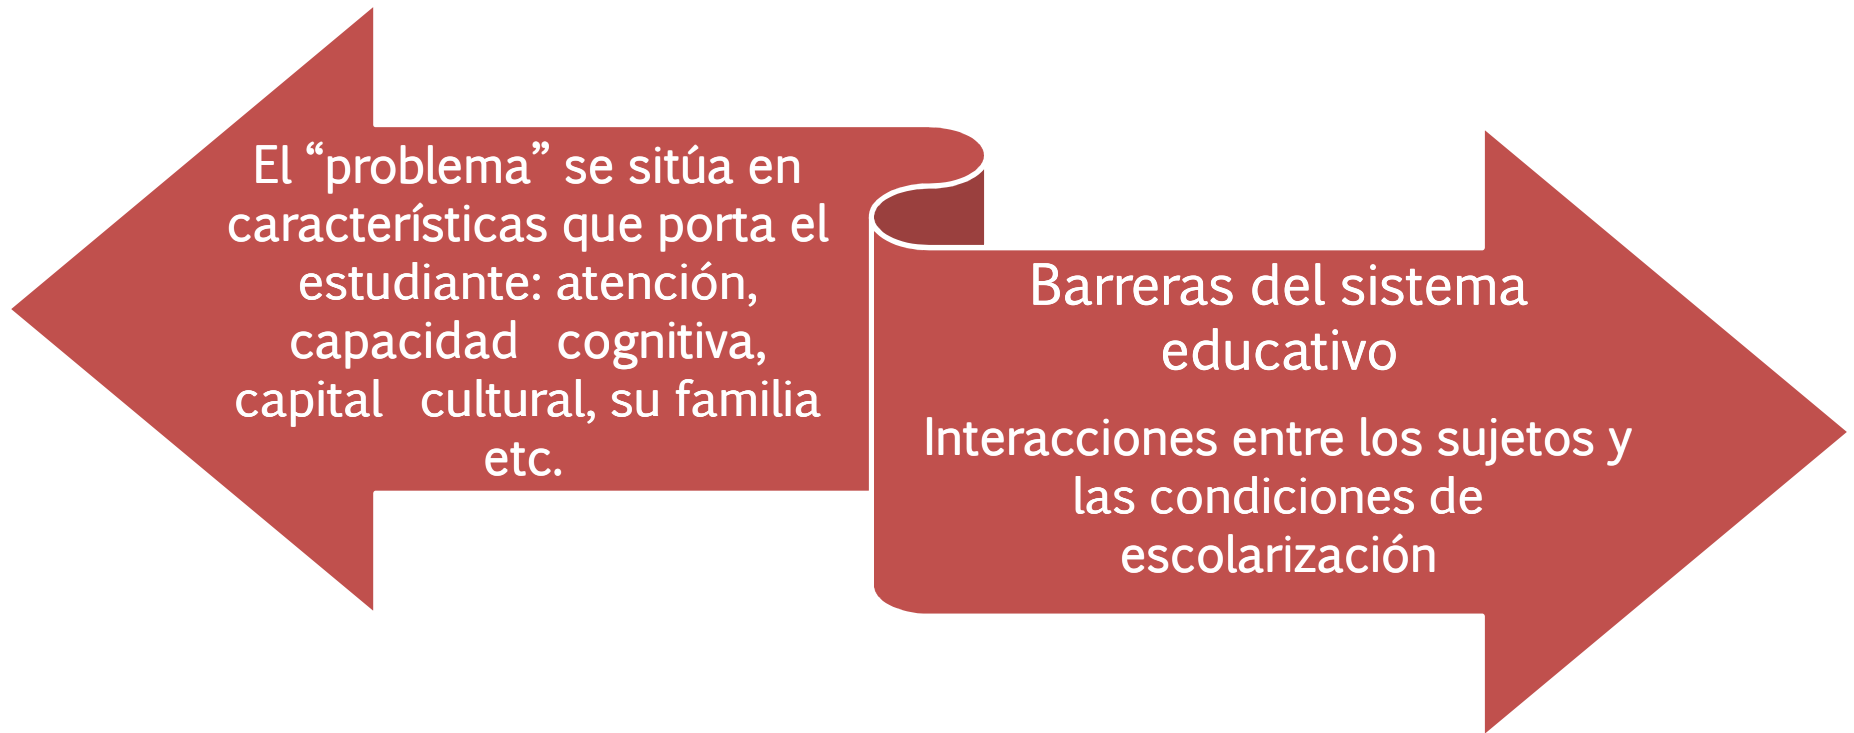 El “problema” se sitúa en
características que porta el
estudiante: atención,
capacidad cognitiva,
capital cultural, su familia
etc.
Barreras del sistema
educativo
Interacciones entre los sujetos y
las condiciones de
escolarización